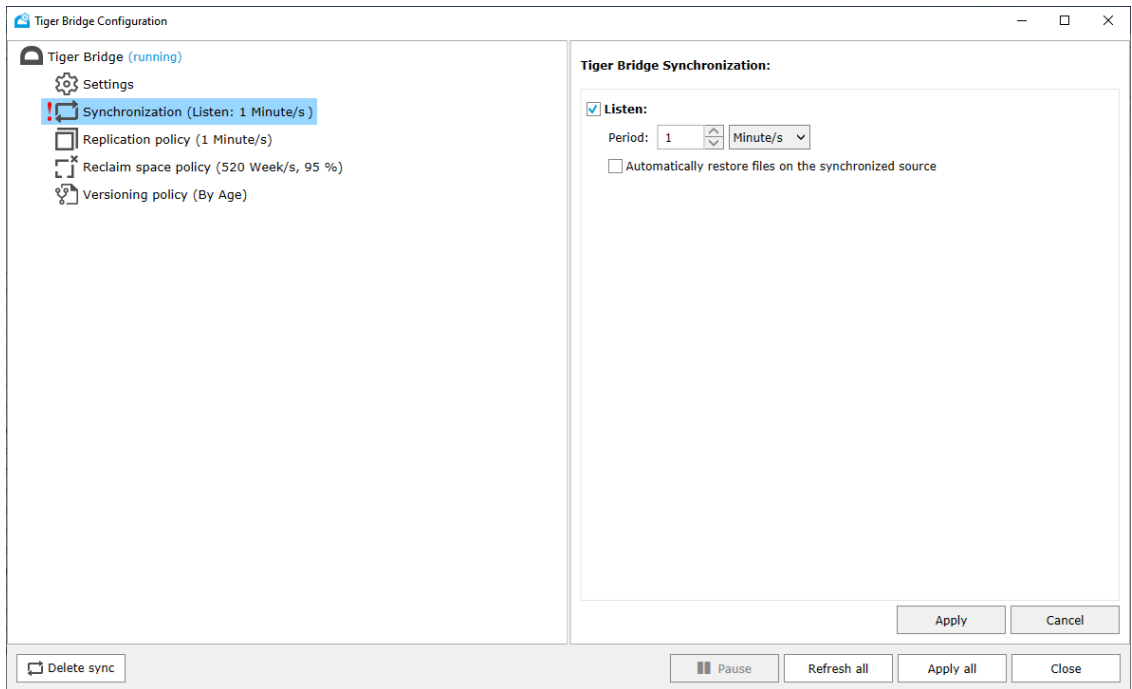 Tiger Bridge Configuration
Tiger Bridge (running)
Settings
! Synchronization (Listen: 1 Minute/s )
Replication policy (1 Minute/s)
Reclaim space policy (520 Week/s, 95 %)
Versioning policy (By Age)
Tiger Bridge Synchronization:
Listen:
Period: 1 Minute/s
Automatically restore files on the synchronized source
Apply Cancel
Delete sync Pause Refresh all Apply all Close